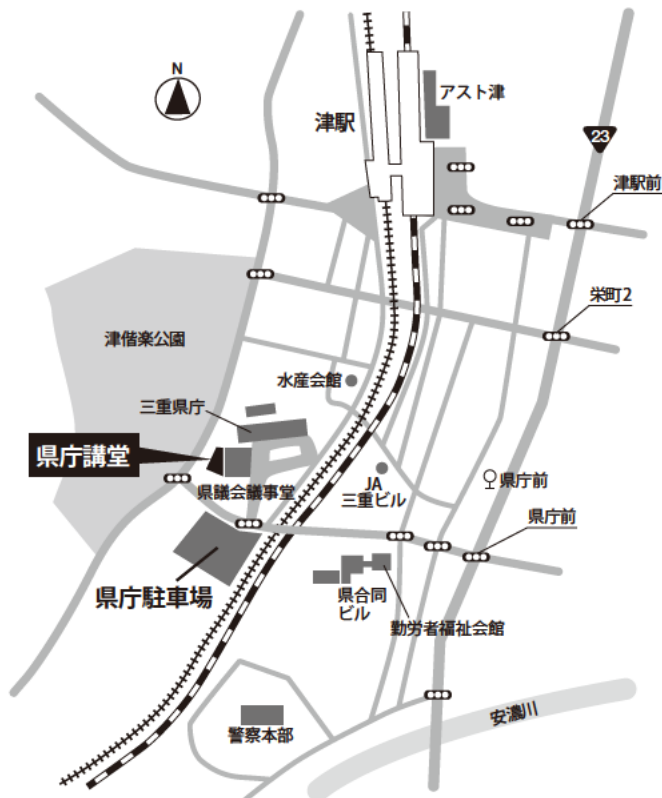 N
アスト津
津駅
23
津駅前
栄町2
津偕楽公園
水産会館
三重県庁
県庁講堂
県議会議事堂
JA
三重ビル
県庁前
県庁前
県庁駐車場
県合同
ビル
勤労者福祉会館
安濃川
警察本部